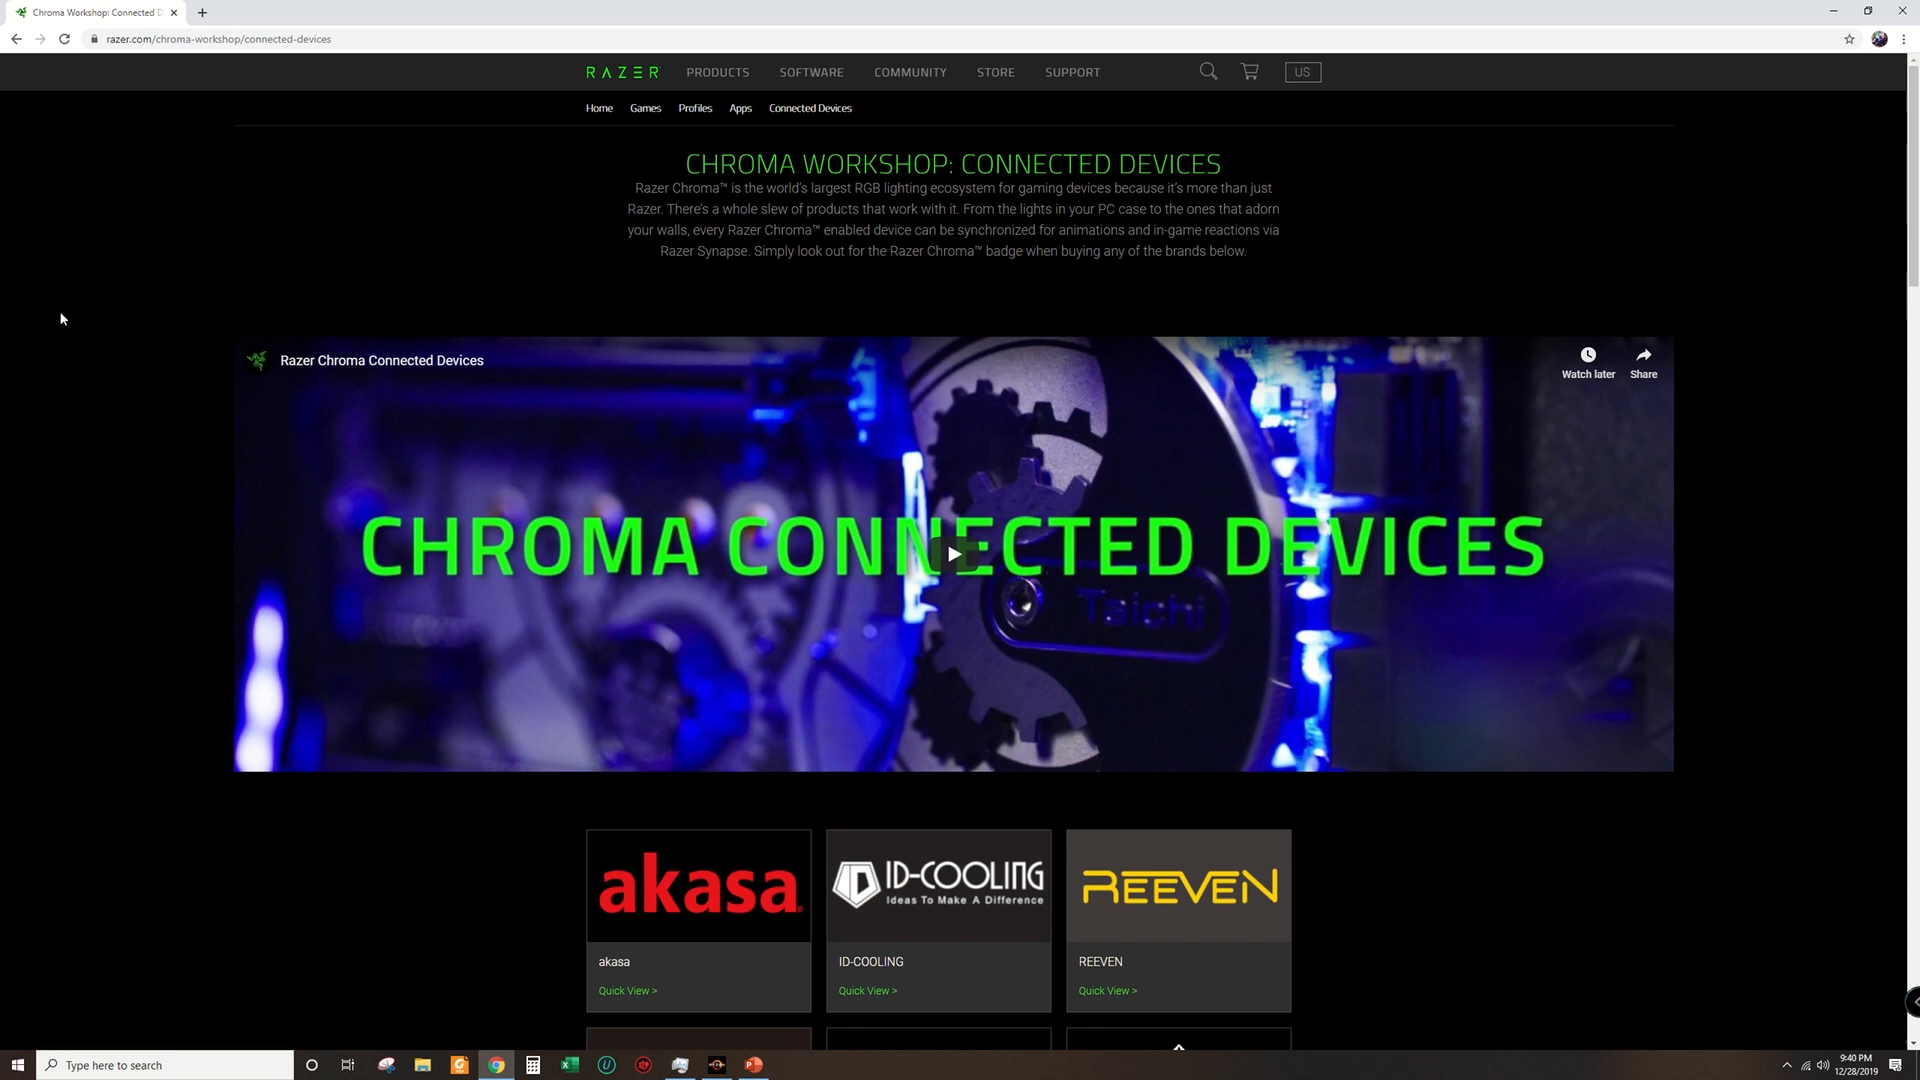 Chroma Workshop: Connected D
razer.com/chroma-workshop/connected-devices
RAZER PRODUCTS SOFTWARE COMMUNITY STORE SUPPORT US
Home Games Profiles Apps Connected Devices
CHROMA WORKSHOP: CONNECTED DEVICES
Razer Chroma™ is the world's largest RGB lighting ecosystem for gaming devices because it's more than just
Razer. There's a whole slew of products that work with it. From the lights in your PC case to the ones that adorn
your walls, every Razer Chroma™ enabled device can be synchronized for animations and in-game reactions via
Razer Synapse. Simply look out for the Razer Chroma™ badge when buying any of the brands below.
Razer Chroma Connected Devices
Watch later Share
CHROMA CONNECTED DEVICES
Taichi
akasa
ID-COOLING
Ideas To Make A Difference
REEVEN
akasa ID-COOLING REEVEN
Quick View > Quick View > Quick View >
Type here to search
9:40 PM
12/28/2019